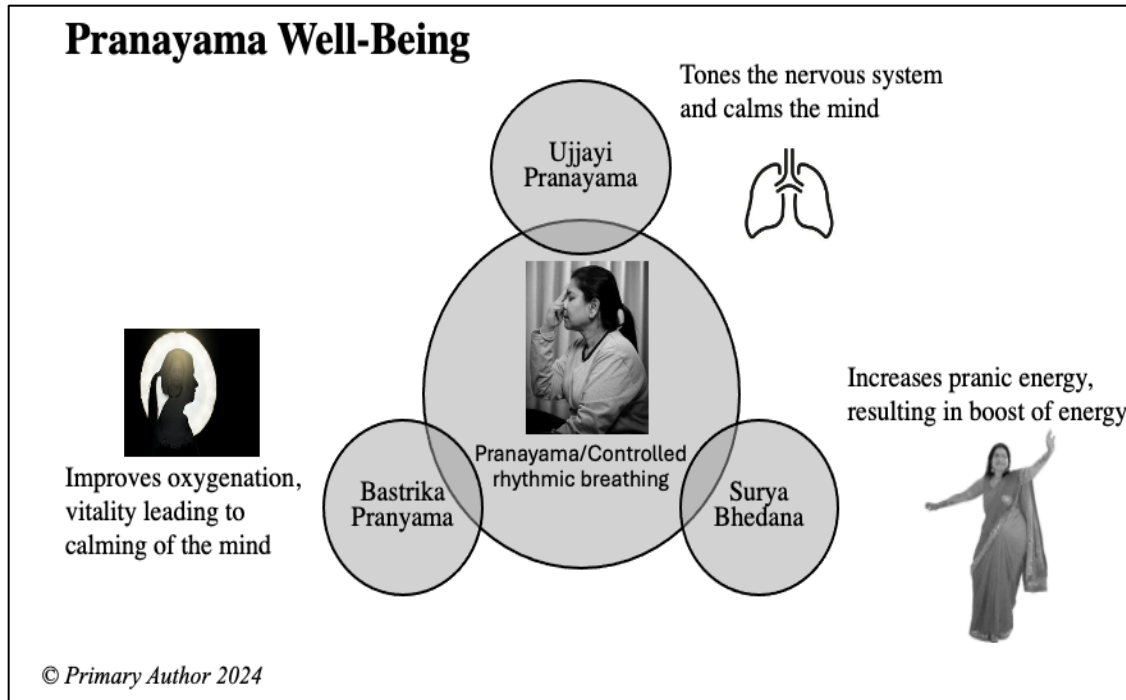 Pranayama Well-Being
Tones the nervous system
and calms the mind
Ujjayi
Pranayama
Pranayama/Controlled
rhythmic breathing
Increases pranic energy,
resulting in boost of energy
Improves oxygenation,
vitality leading to
calming of the mind
Bastrika
Pranyama
Surya
Bhedana
© Primary Author 2024